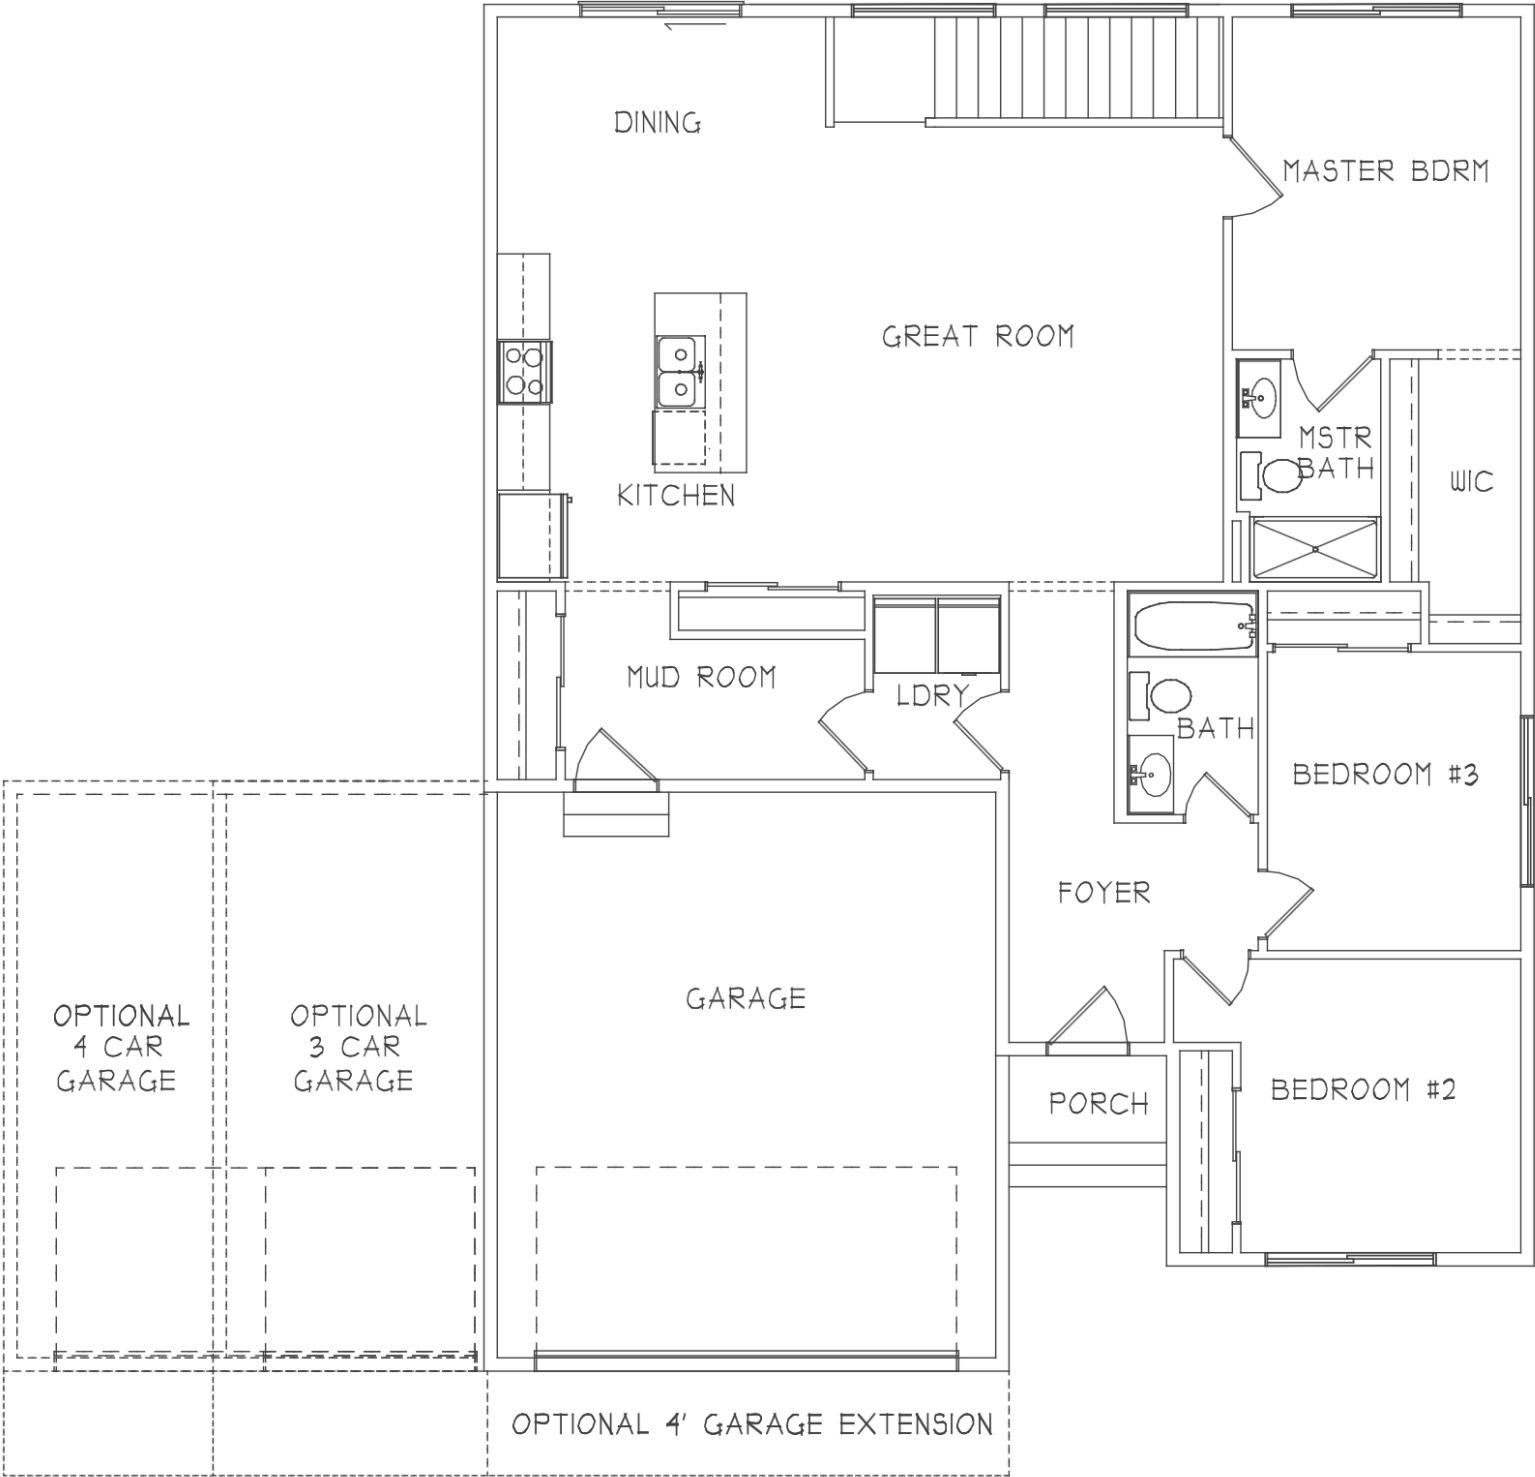 DINING
MASTER BDRM
GREAT ROOM
MSTR
BATH
WIC
KITCHEN
MUD ROOM
LDRY
BATH
BEDROOM #3
FOYER
GARAGE
OPTIONAL
4 CAR
GARAGE
OPTIONAL
3 CAR
GARAGE
PORCH
BEDROOM #2
OPTIONAL 4' GARAGE EXTENSION